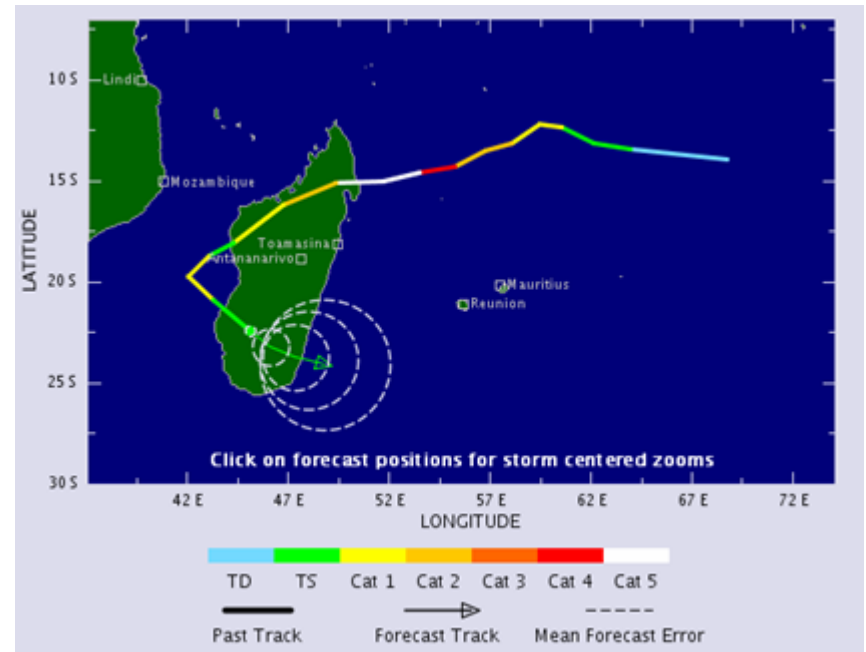 10 S
Lindi
15 S
Mozambique
Toamasina
Antananarivo
20 S
Mauritius
Reunion
25 S
Click on forecast positions for storm centered zooms
30 S
42 E 47 E 52 E 57 E 62 E 67 E 72 E
LATITUDE
LONGITUDE
TD TS Cat 1 Cat 2 Cat 3 Cat 4 Cat 5
Past Track Forecast Track Mean Forecast Error